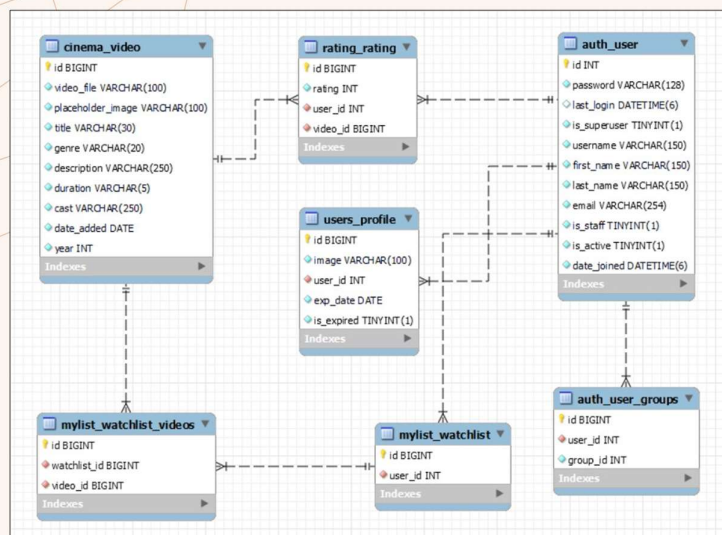 cinema_video
id BIGINT
video_file VARCHAR(100)
placeholder_image VARCHAR(100)
title VARCHAR(30)
genre VARCHAR(20)
description VARCHAR(250)
duration VARCHAR(5)
cast VARCHAR(250)
date_added DATE
year INT
Indexes
rating_rating
id BIGINT
rating INT
user_id INT
video_id BIGINT
Indexes
auth_user
id INT
password VARCHAR(128)
last_login DATETIME(6)
is_superuser TINYINT(1)
username VARCHAR(150)
first_name VARCHAR(150)
last_name VARCHAR(150)
email VARCHAR(254)
is_staff TINYINT(1)
is_active TINYINT(1)
date_joined DATETIME(6)
Indexes
users_profile
id BIGINT
image VARCHAR(100)
user_id INT
exp_date DATE
is_expired TINYINT(1)
Indexes
mylist_watchlist_videos
id BIGINT
watchlist_id BIGINT
video_id BIGINT
Indexes
mylist_watchlist
id BIGINT
user_id INT
Indexes
auth_user_groups
id BIGINT
user_id INT
group_id INT
Indexes